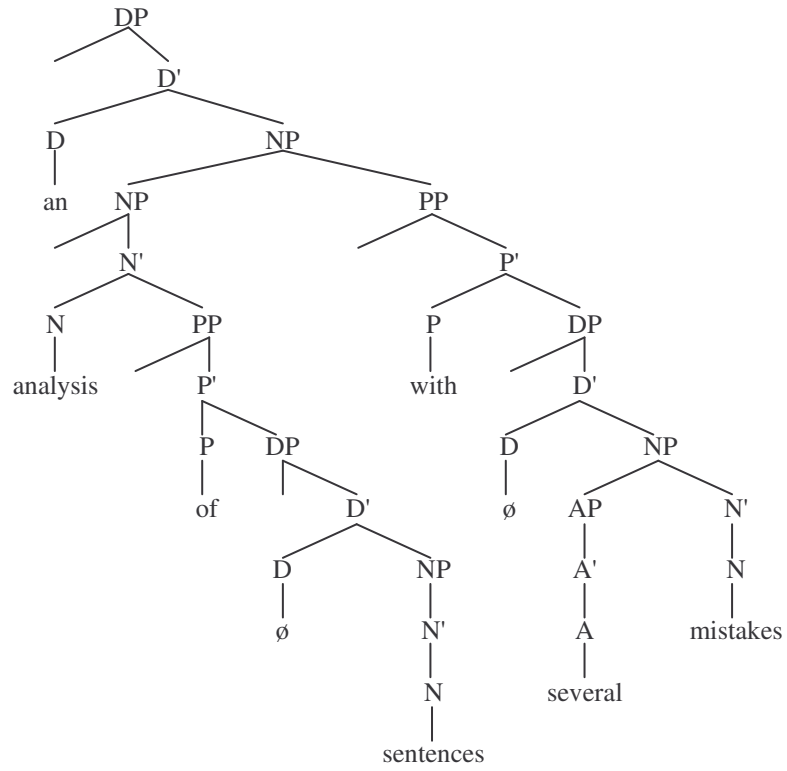 DP
D'
D NP
an NP PP
N' P'
N PP P DP
analysis P' with D'
P DP D NP
of D' ø AP N'
D NP A' N
ø N' A mistakes
N several
sentences